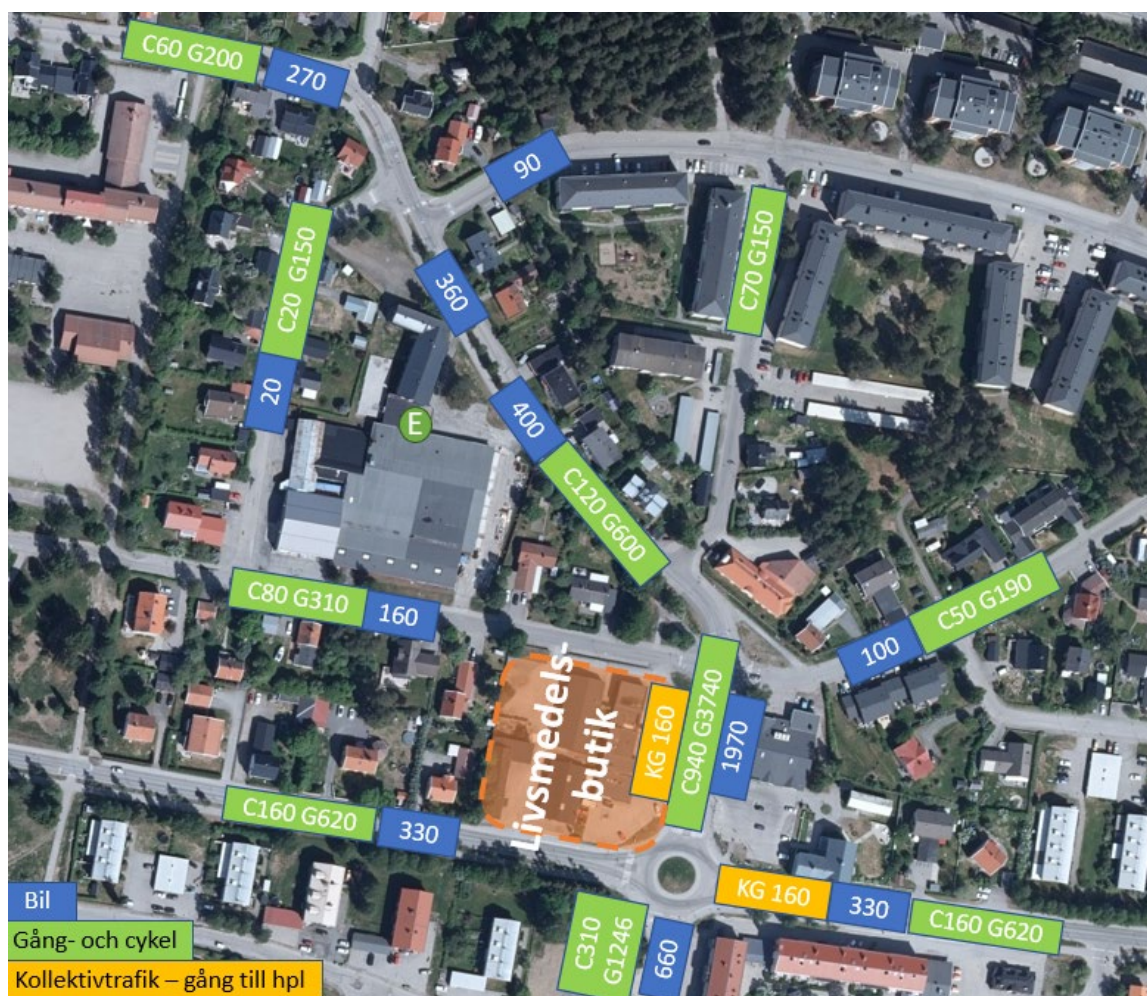 C60 G200
270
90
C20 G150
C70 G150
360
20
400
E
C120 G600
C80 G310
160
C50 G190
100
Livsmedels-
butik
KG 160
C940 G3740
1970
C160 G620
330
KG 160
330
C160 G620
C310
G1246
660
Bil
Gång- och cykel
Kollektivtrafik – gång till hpl